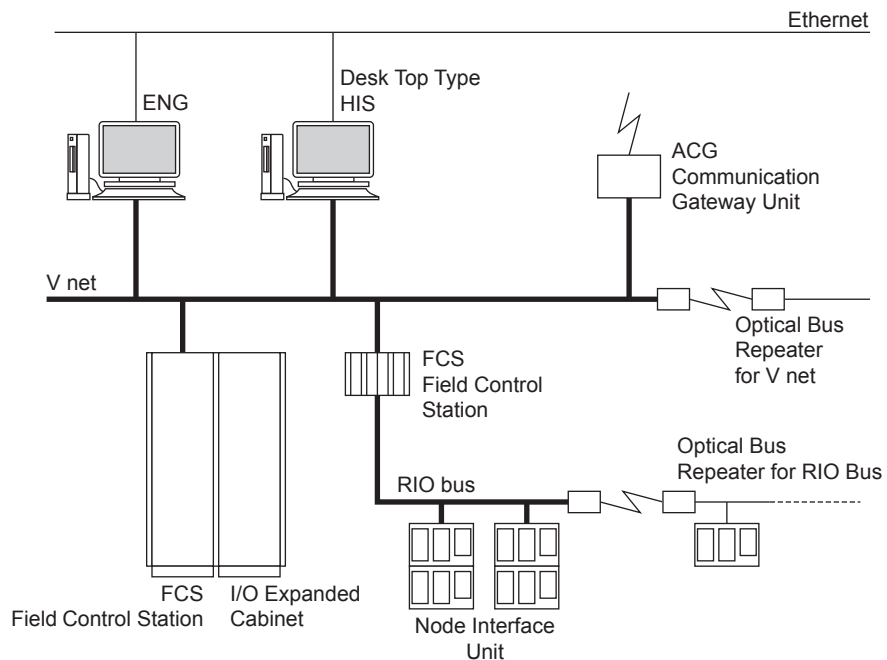 Ethernet
ENG
Desk Top Type
HIS
ACG
Communication
Gateway Unit
V net
Optical Bus
Repeater
for V net
FCS
Field Control
Station
Optical Bus
Repeater for RIO Bus
RIO bus
FCS
Field Control Station
I/O Expanded
Cabinet
Node Interface
Unit